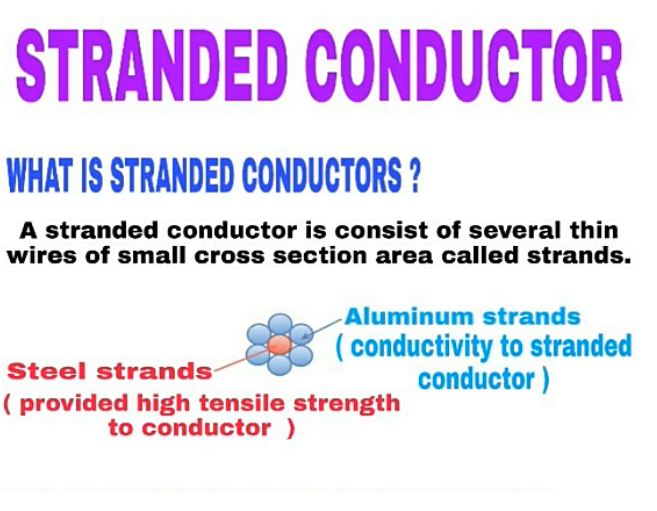 STRANDED CONDUCTOR
WHAT IS STRANDED CONDUCTORS ?
A stranded conductor is consist of several thin
wires of small cross section area called strands.
Aluminum strands
( conductivity to stranded
conductor )
Steel strands
( provided high tensile strength
to conductor )